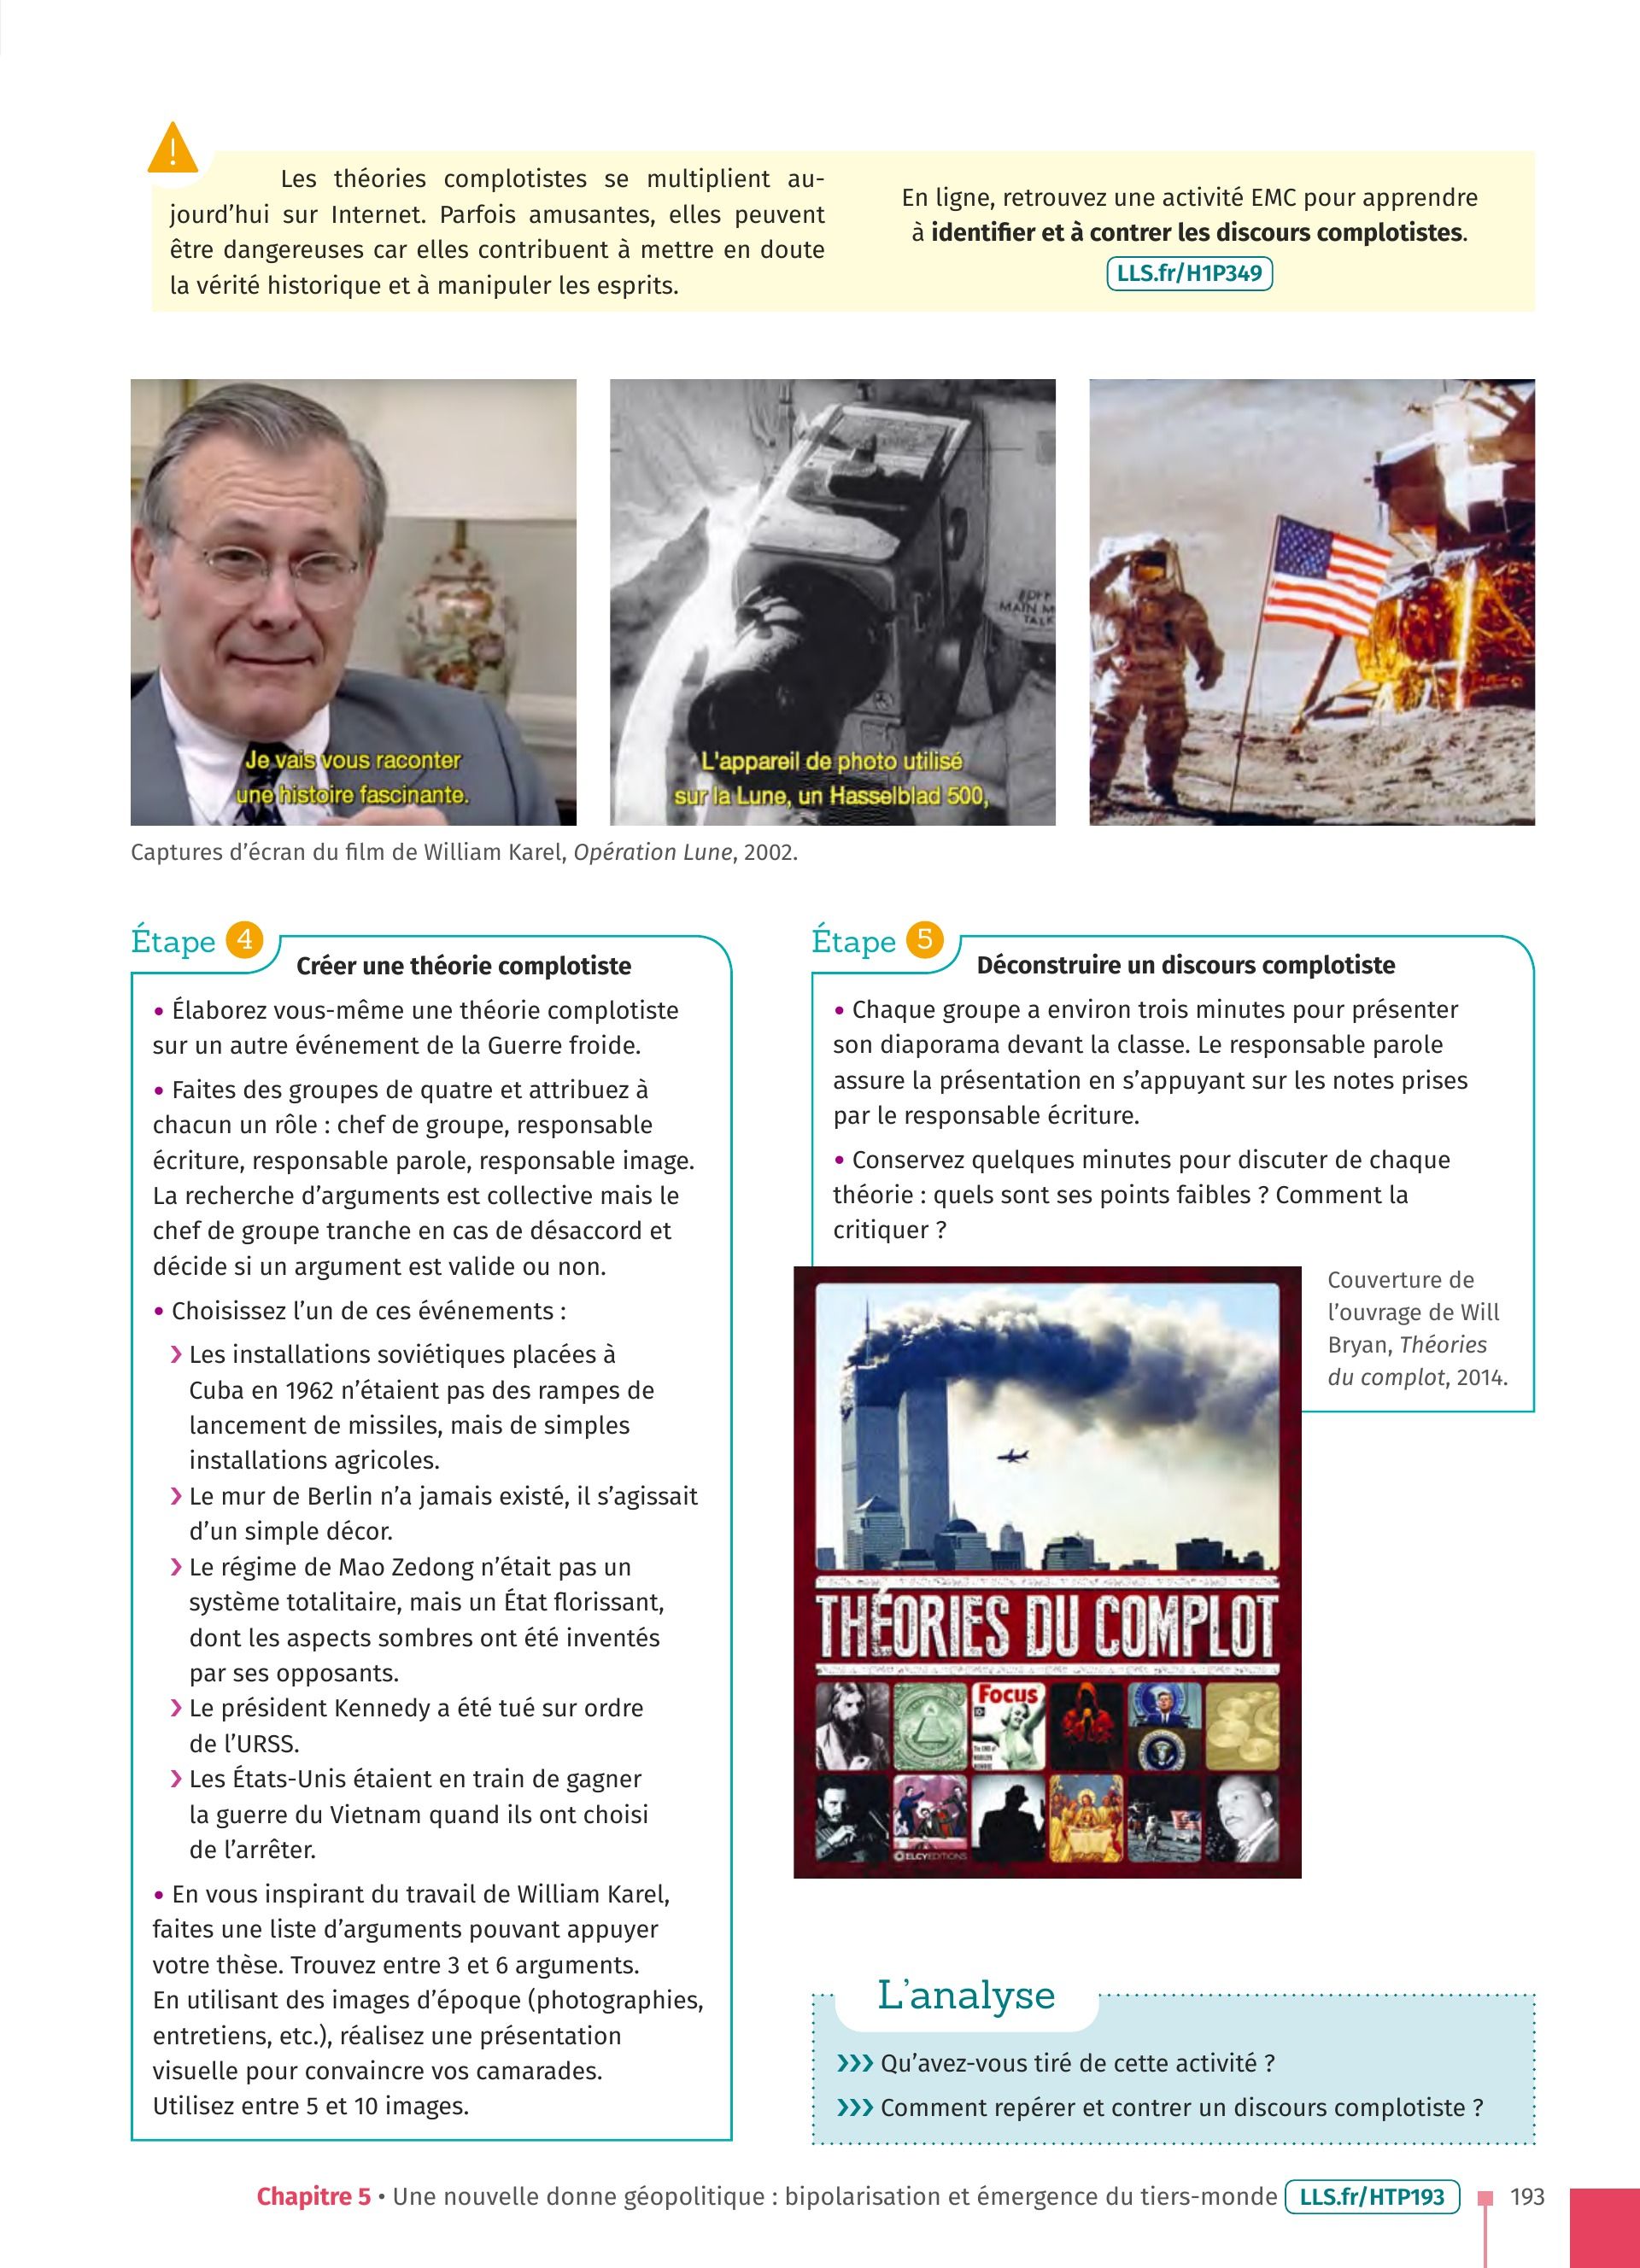 !
Les théories complotistes se multiplient au-
jourd’hui sur Internet. Parfois amusantes, elles peuvent
être dangereuses car elles contribuent à mettre en doute
la vérité historique et à manipuler les esprits.
En ligne, retrouvez une activité EMC pour apprendre
à identifier et à contrer les discours complotistes.
LLS.fr/H1P349
Je vais vous raconter
une histoire fascinante.
MAIN M
TALK
L'appareil de photo utilisé
sur la Lune, un Hasselblad 500,
Captures d’écran du film de William Karel, Opération Lune, 2002.
Étape 4
Créer une théorie complotiste
• Élaborez vous-même une théorie complotiste
sur un autre événement de la Guerre froide.
• Faites des groupes de quatre et attribuez à
chacun un rôle : chef de groupe, responsable
écriture, responsable parole, responsable image.
La recherche d’arguments est collective mais le
chef de groupe tranche en cas de désaccord et
décide si un argument est valide ou non.
• Choisissez l’un de ces événements :
› Les installations soviétiques placées à
Cuba en 1962 n’étaient pas des rampes de
lancement de missiles, mais de simples
installations agricoles.
› Le mur de Berlin n’a jamais existé, il s’agissait
d’un simple décor.
› Le régime de Mao Zedong n’était pas un
système totalitaire, mais un État florissant,
dont les aspects sombres ont été inventés
par ses opposants.
› Le président Kennedy a été tué sur ordre
de l’URSS.
› Les États-Unis étaient en train de gagner
la guerre du Vietnam quand ils ont choisi
de l’arrêter.
• En vous inspirant du travail de William Karel,
faites une liste d’arguments pouvant appuyer
votre thèse. Trouvez entre 3 et 6 arguments.
En utilisant des images d’époque (photographies,
entretiens, etc.), réalisez une présentation
visuelle pour convaincre vos camarades.
Utilisez entre 5 et 10 images.
Étape 5
Déconstruire un discours complotiste
• Chaque groupe a environ trois minutes pour présenter
son diaporama devant la classe. Le responsable parole
assure la présentation en s’appuyant sur les notes prises
par le responsable écriture.
• Conservez quelques minutes pour discuter de chaque
théorie : quels sont ses points faibles ? Comment la
critiquer ?
Couverture de
l’ouvrage de Will
Bryan, Théories
du complot, 2014.
THÉORIES DU COMPLOT
Focus
ELCYEDITIONS
L’analyse
››› Qu’avez-vous tiré de cette activité ?
››› Comment repérer et contrer un discours complotiste ?
Chapitre 5 • Une nouvelle donne géopolitique : bipolarisation et émergence du tiers-monde LLS.fr/HTP193 193